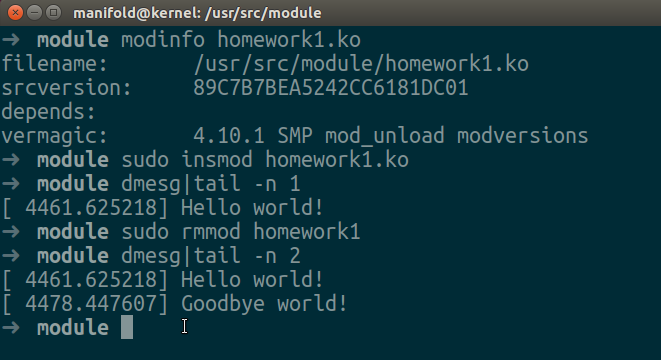 manifold@kernel: /usr/src/module
➜ module modinfo homework1.ko
filename: /usr/src/module/homework1.ko
srcversion: 89C7B7BEA5242CC6181DC01
depends:
vermagic: 4.10.1 SMP mod_unload modversions
➜ module sudo insmod homework1.ko
➜ module dmesg|tail -n 1
[ 4461.625218] Hello world!
➜ module sudo rmmod homework1
➜ module dmesg|tail -n 2
[ 4461.625218] Hello world!
[ 4478.447607] Goodbye world!
➜ module